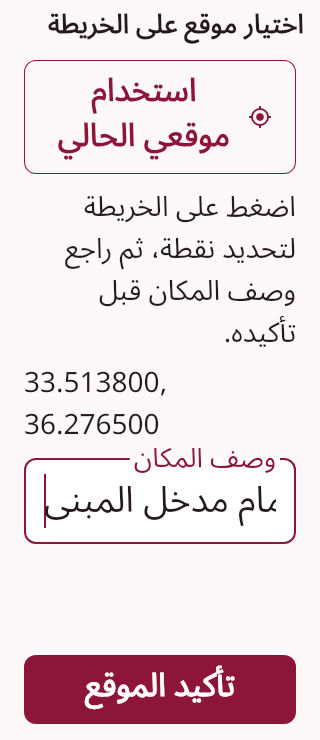 اختيار موقع على الخريطة
استخدام
موقعي الحالي
اضغط على الخريطة
لتحديد نقطة، ثم راجع
وصف المكان قبل
تأكيده.
33.513800,
36.276500
وصف المكان
مدخل المبنى
تأكيد الموقع